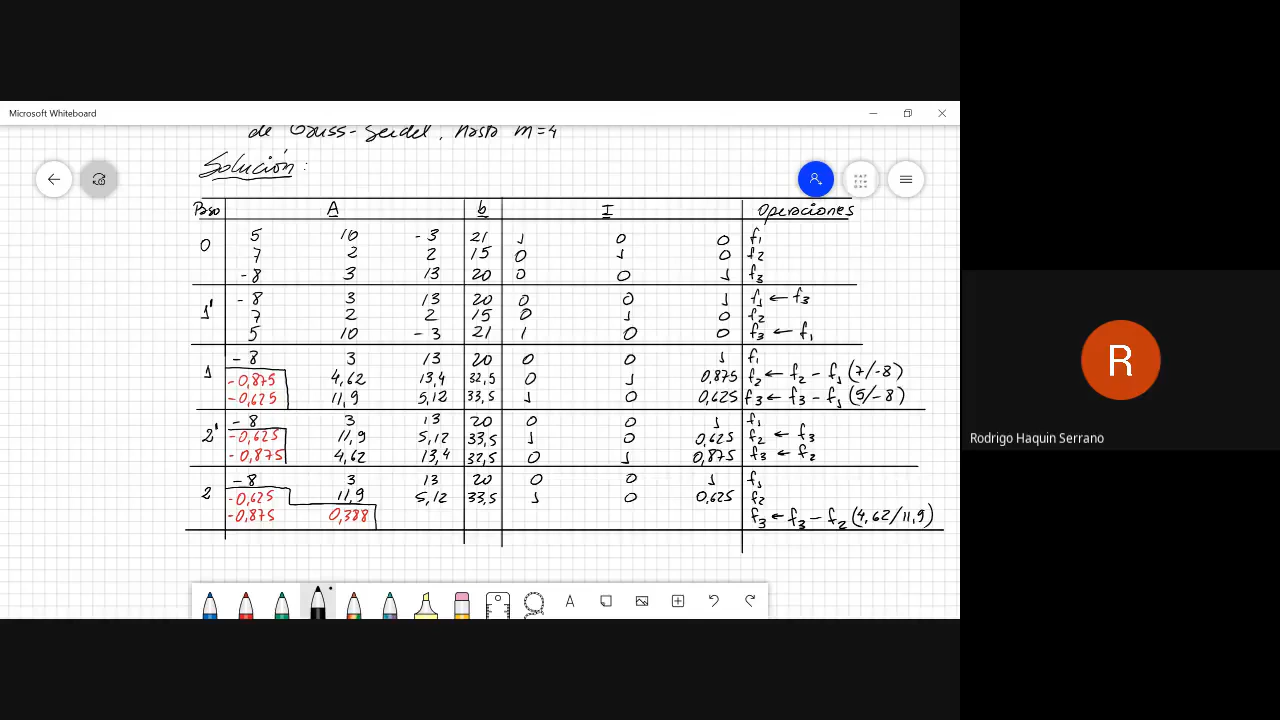 Microsoft Whiteboard
de Gauss-Seidel, hasta m=4
Solución:
Paso A b I Operaciones
5 10 -3 21 1 0 0 f1
0 7 2 2 15 0 1 0 f2
-8 3 13 20 0 0 1 f3
-8 3 13 20 0 0 1 f1 ← f3
1' 7 2 2 15 0 1 0 f2
5 10 -3 21 1 0 0 f3 ← f1
-8 3 13 20 0 0 1 f1
1 -0,875 4,62 13,4 32,5 0 1 0,875 f2 ← f2 - f1 (7/-8)
-0,625 11,9 5,12 33,5 1 0 0,625 f3 ← f3 - f1 (5/-8)
-8 3 13 20 0 0 1 f1
2' -0,625 11,9 5,12 33,5 1 0 0,625 f2 ← f3
-0,875 4,62 13,4 32,5 0 1 0,875 f3 ← f2
-8 3 13 20 0 0 1 f1
2 -0,625 11,9 5,12 33,5 1 0 0,625 f2
-0,875 0,388 f3 ← f3 - f2 (4,62/11,9)
R
Rodrigo Haquin Serrano
A